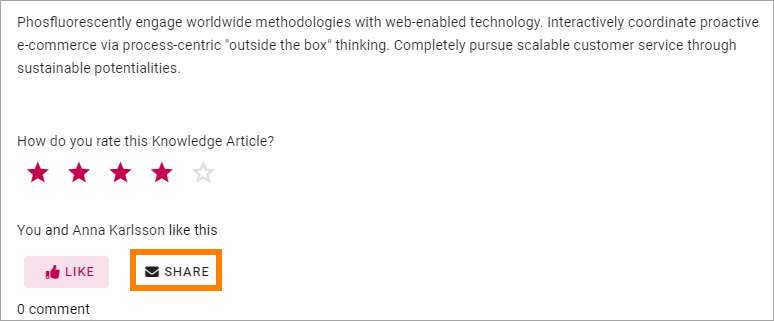 Phosfluorescently engage worldwide methodologies with web-enabled technology. Interactively coordinate proactive
e-commerce via process-centric "outside the box" thinking. Completely pursue scalable customer service through
sustainable potentialities.
How do you rate this Knowledge Article?
You and Anna Karlsson like this
LIKE SHARE
0 comment